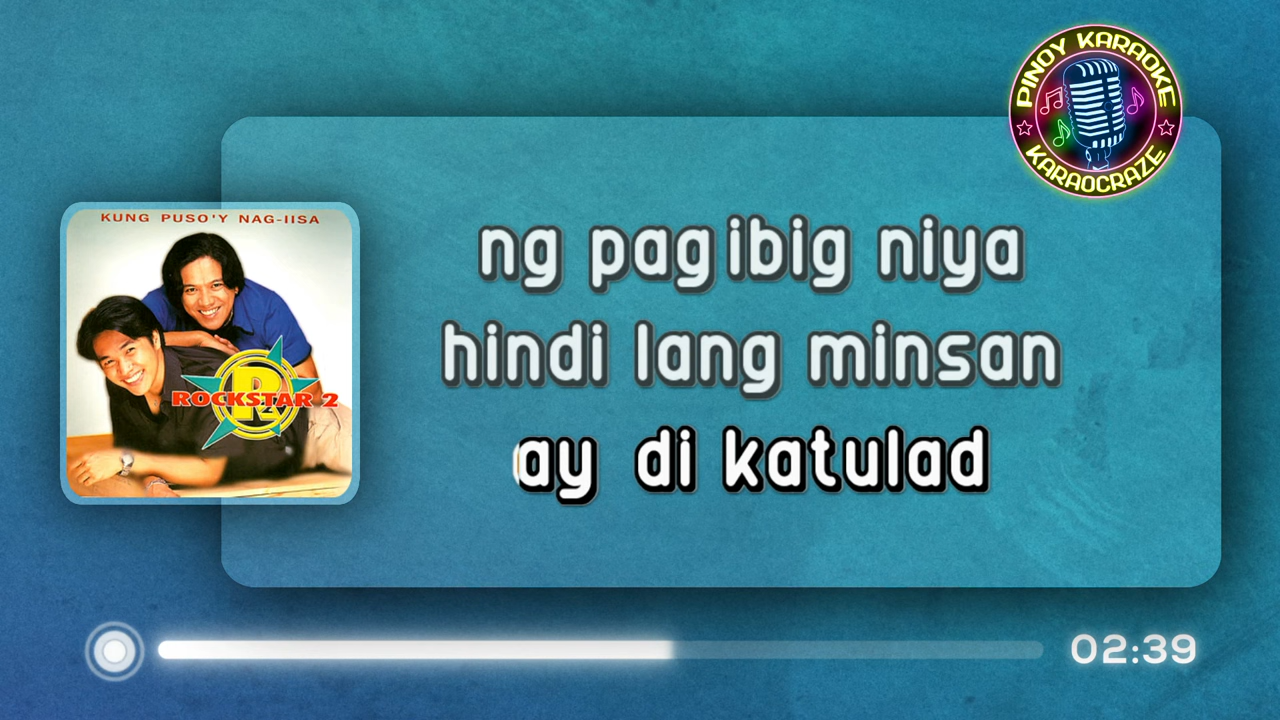 PINOY KARAOKE
KARAOCRAZE
KUNG PUSO'Y NAG-IISA
R2
ROCKSTAR 2
ng pag ibig niya
hindi lang minsan
ay di katulad
02:39